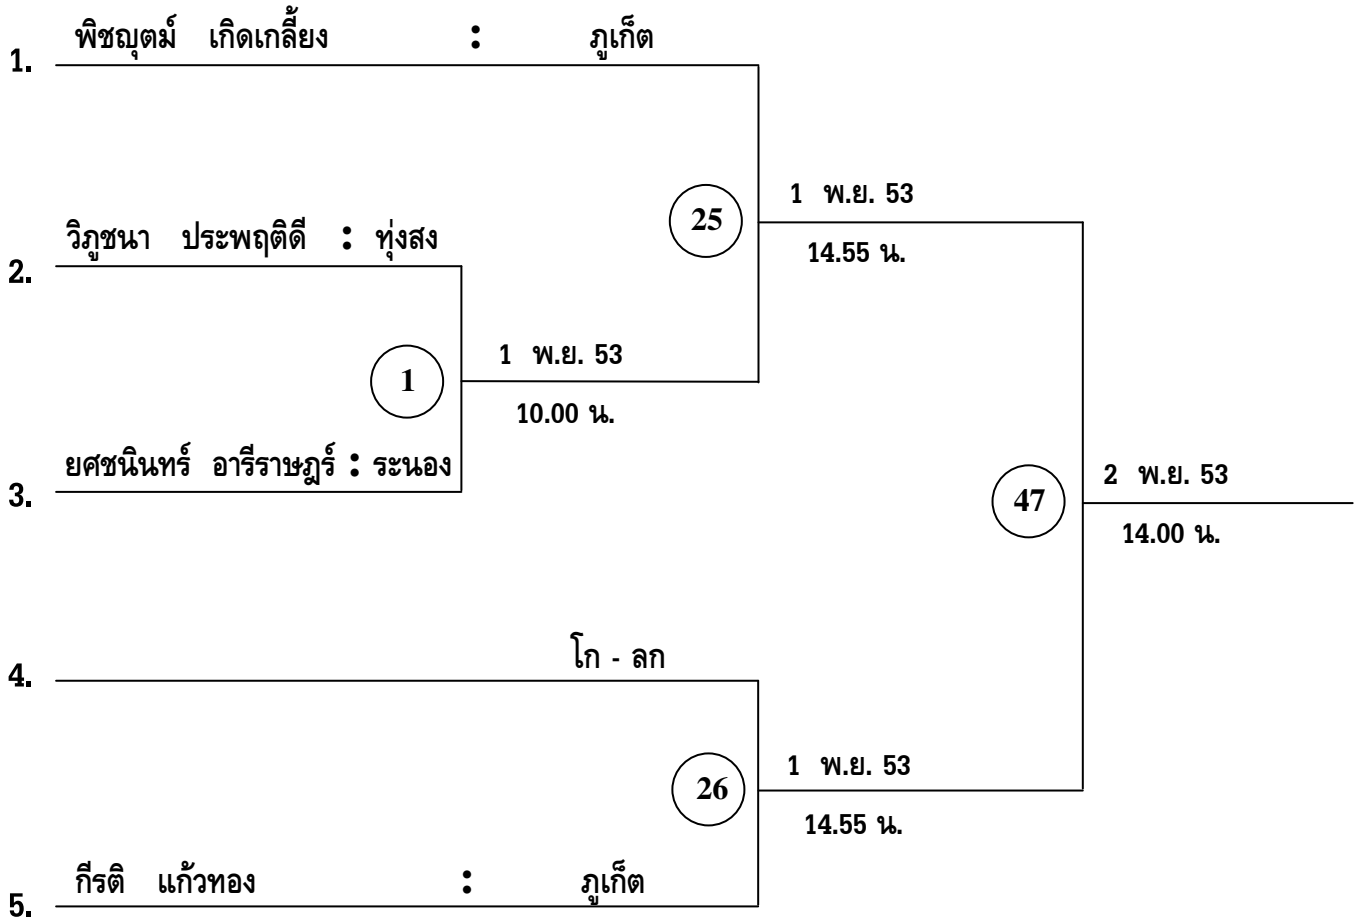 พิชญุตม์ เกิดเกลี้ยง : ภูเก็ต
1.
25
1 พ.ย. 53
14.55 น.
วิภูชนา ประพฤติดี : ทุ่งสง
2.
1
1 พ.ย. 53
10.00 น.
ยศชนินทร์ อารีราษฎร์ : ระนอง
3.
47
2 พ.ย. 53
14.00 น.
โก - ลก
4.
26
1 พ.ย. 53
14.55 น.
กีรติ แก้วทอง : ภูเก็ต
5.